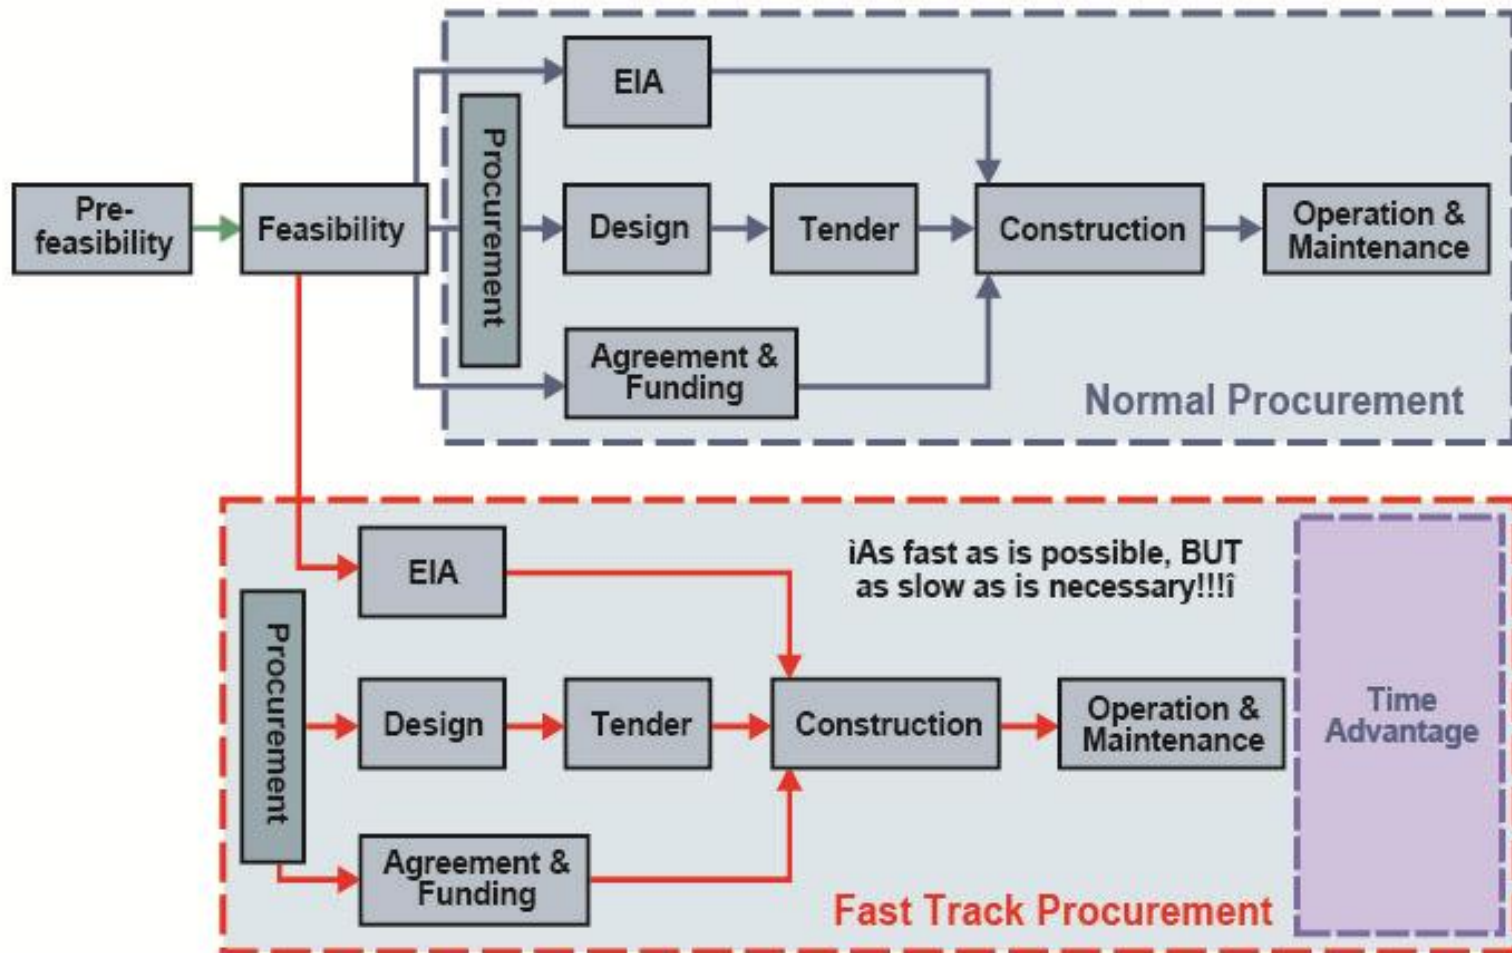 EIA
Procurement
Pre-
feasibility
Feasibility
Design
Tender
Construction
Operation &
Maintenance
Agreement &
Funding
Normal Procurement
EIA
ìAs fast as is possible, BUT
as slow as is necessary!!!î
Procurement
Design
Tender
Construction
Operation &
Maintenance
Time
Advantage
Agreement &
Funding
Fast Track Procurement